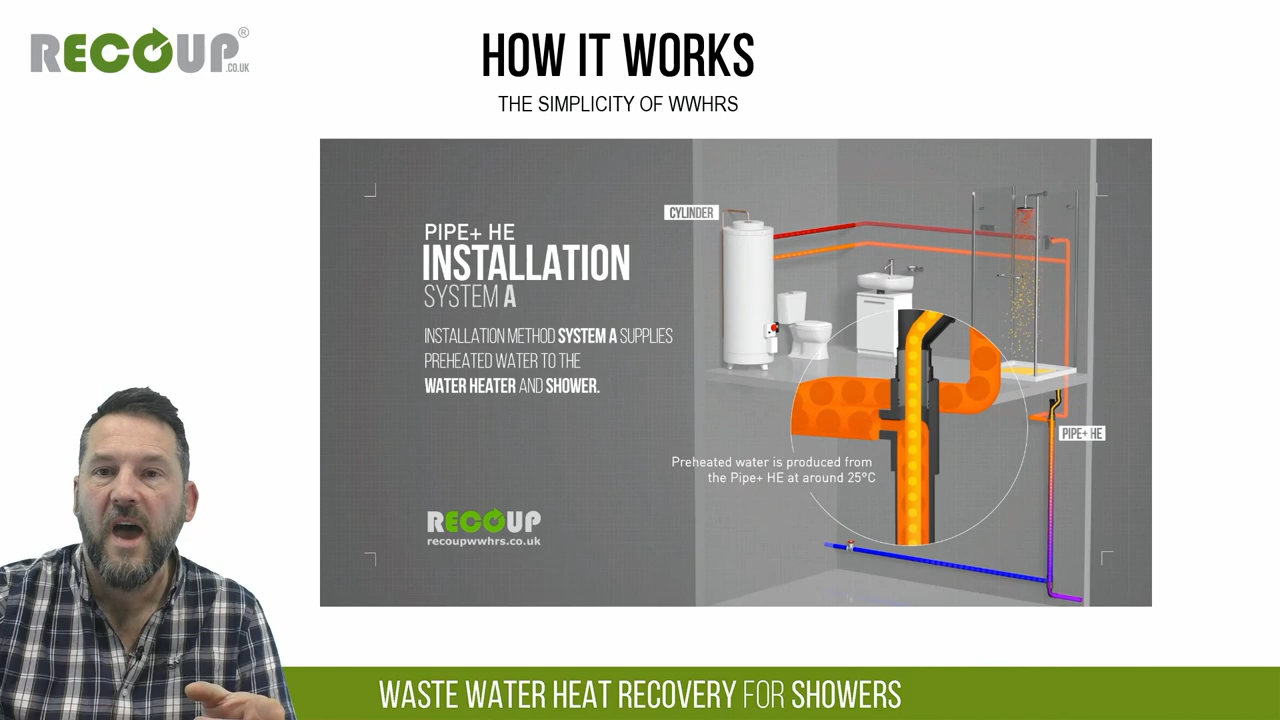 RECOUP®
.CO.UK
HOW IT WORKS
THE SIMPLICITY OF WWHRS
CYLINDER
PIPE+ HE
INSTALLATION
SYSTEM A
INSTALLATION METHOD SYSTEM A SUPPLIES
PREHEATED WATER TO THE
WATER HEATER AND SHOWER.
PIPE+ HE
Preheated water is produced from
the Pipe+ HE at around 25°C
RECOUP
recoupwwhrs.co.uk
WASTE WATER HEAT RECOVERY FOR SHOWERS